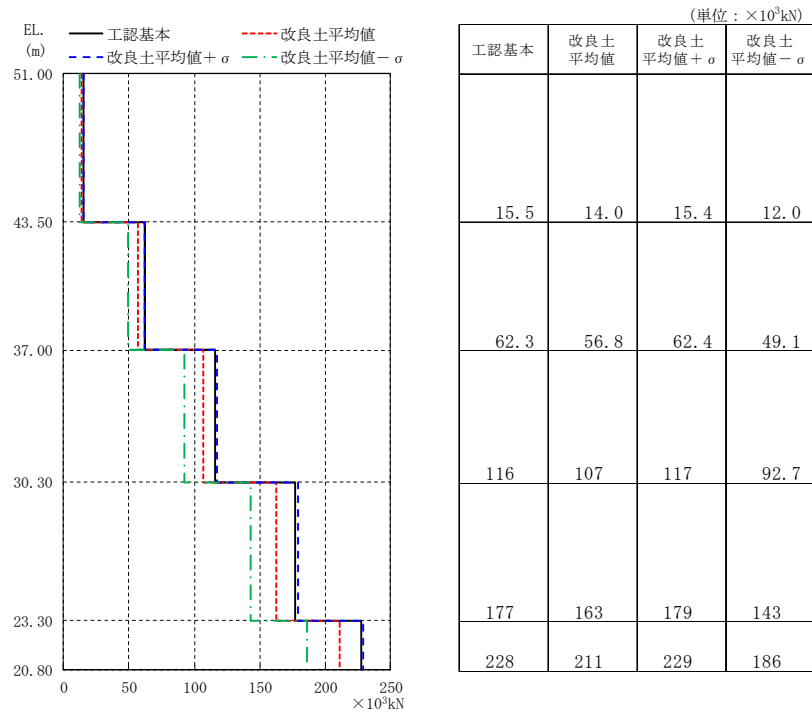 (単位:×10³kN)
EL.
(m)
工認基本
改良土平均値
改良土平均値+σ
改良土平均値-σ
51.00
43.50
37.00
30.30
23.30
20.80
0 50 100 150 200 250
×10³kN
工認基本 改良土平均値 改良土平均値+σ 改良土平均値-σ
15.5 14.0 15.4 12.0
62.3 56.8 62.4 49.1
116 107 117 92.7
177 163 179 143
228 211 229 186